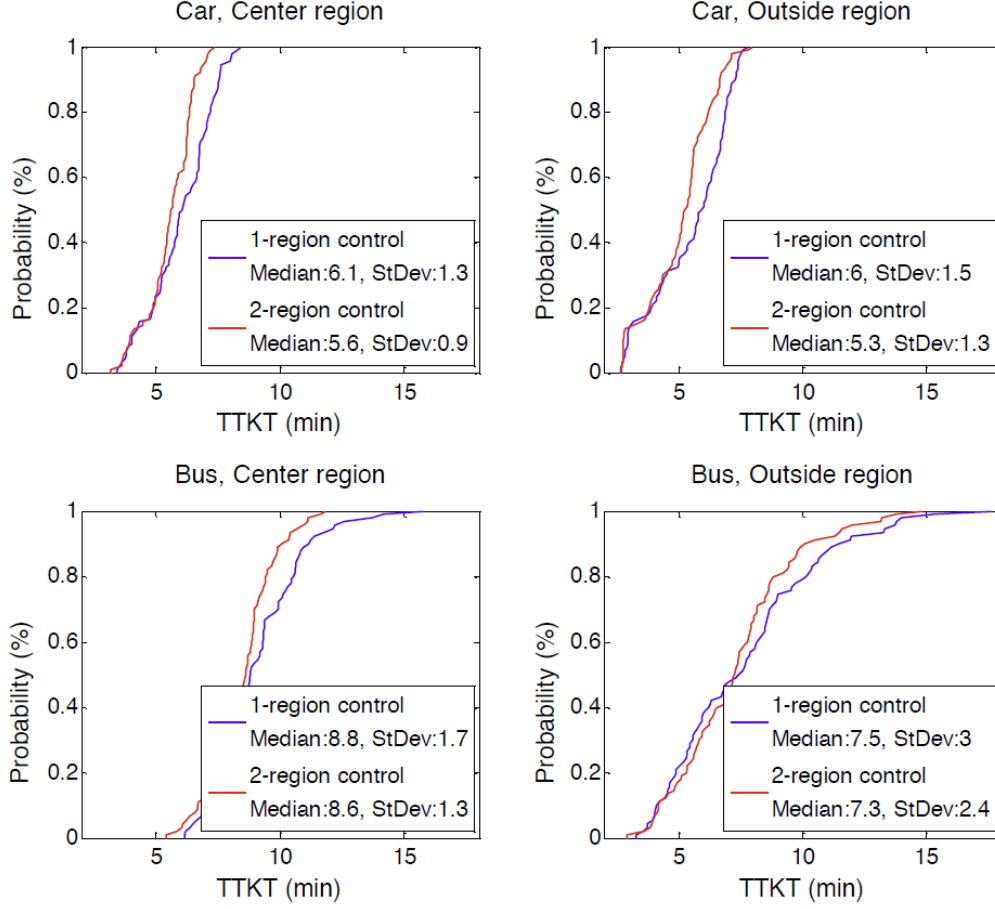 Car, Center region
Car, Outside region
1
0.8
0.6
0.4
0.2
0
Probability (%)
1-region control
Median:6.1, StDev:1.3
2-region control
Median:5.6, StDev:0.9
5
10
15
TTKT (min)
1
0.8
0.6
0.4
0.2
0
Probability (%)
1-region control
Median:6, StDev:1.5
2-region control
Median:5.3, StDev:1.3
5
10
15
TTKT (min)
Bus, Center region
Bus, Outside region
1
0.8
0.6
0.4
0.2
0
Probability (%)
1-region control
Median:8.8, StDev:1.7
2-region control
Median:8.6, StDev:1.3
5
10
15
TTKT (min)
1
0.8
0.6
0.4
0.2
0
Probability (%)
1-region control
Median:7.5, StDev:3
2-region control
Median:7.3, StDev:2.4
5
10
15
TTKT (min)